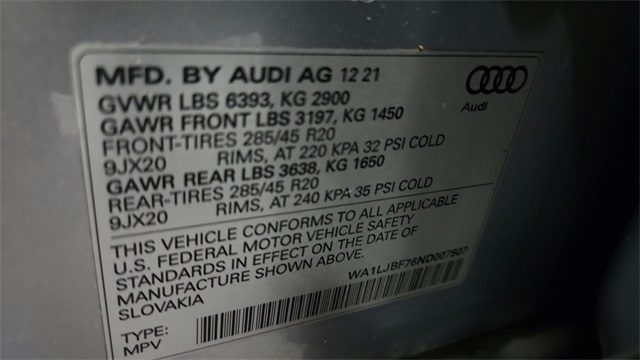 MFD. BY AUDI AG 12 21
Audi
GVWR LBS 6393, KG 2900
GAWR FRONT LBS 3197, KG 1450
FRONT-TIRES 285/45 R20
9JX20 RIMS, AT 220 KPA 32 PSI COLD
GAWR REAR LBS 3638, KG 1650
REAR-TIRES 285/45 R20
9JX20 RIMS, AT 240 KPA 35 PSI COLD
THIS VEHICLE CONFORMS TO ALL APPLICABLE
U.S. FEDERAL MOTOR VEHICLE SAFETY
STANDARDS IN EFFECT ON THE DATE OF
MANUFACTURE SHOWN ABOVE.
SLOVAKIA
WA1LJBF76ND007507
TYPE:
MPV